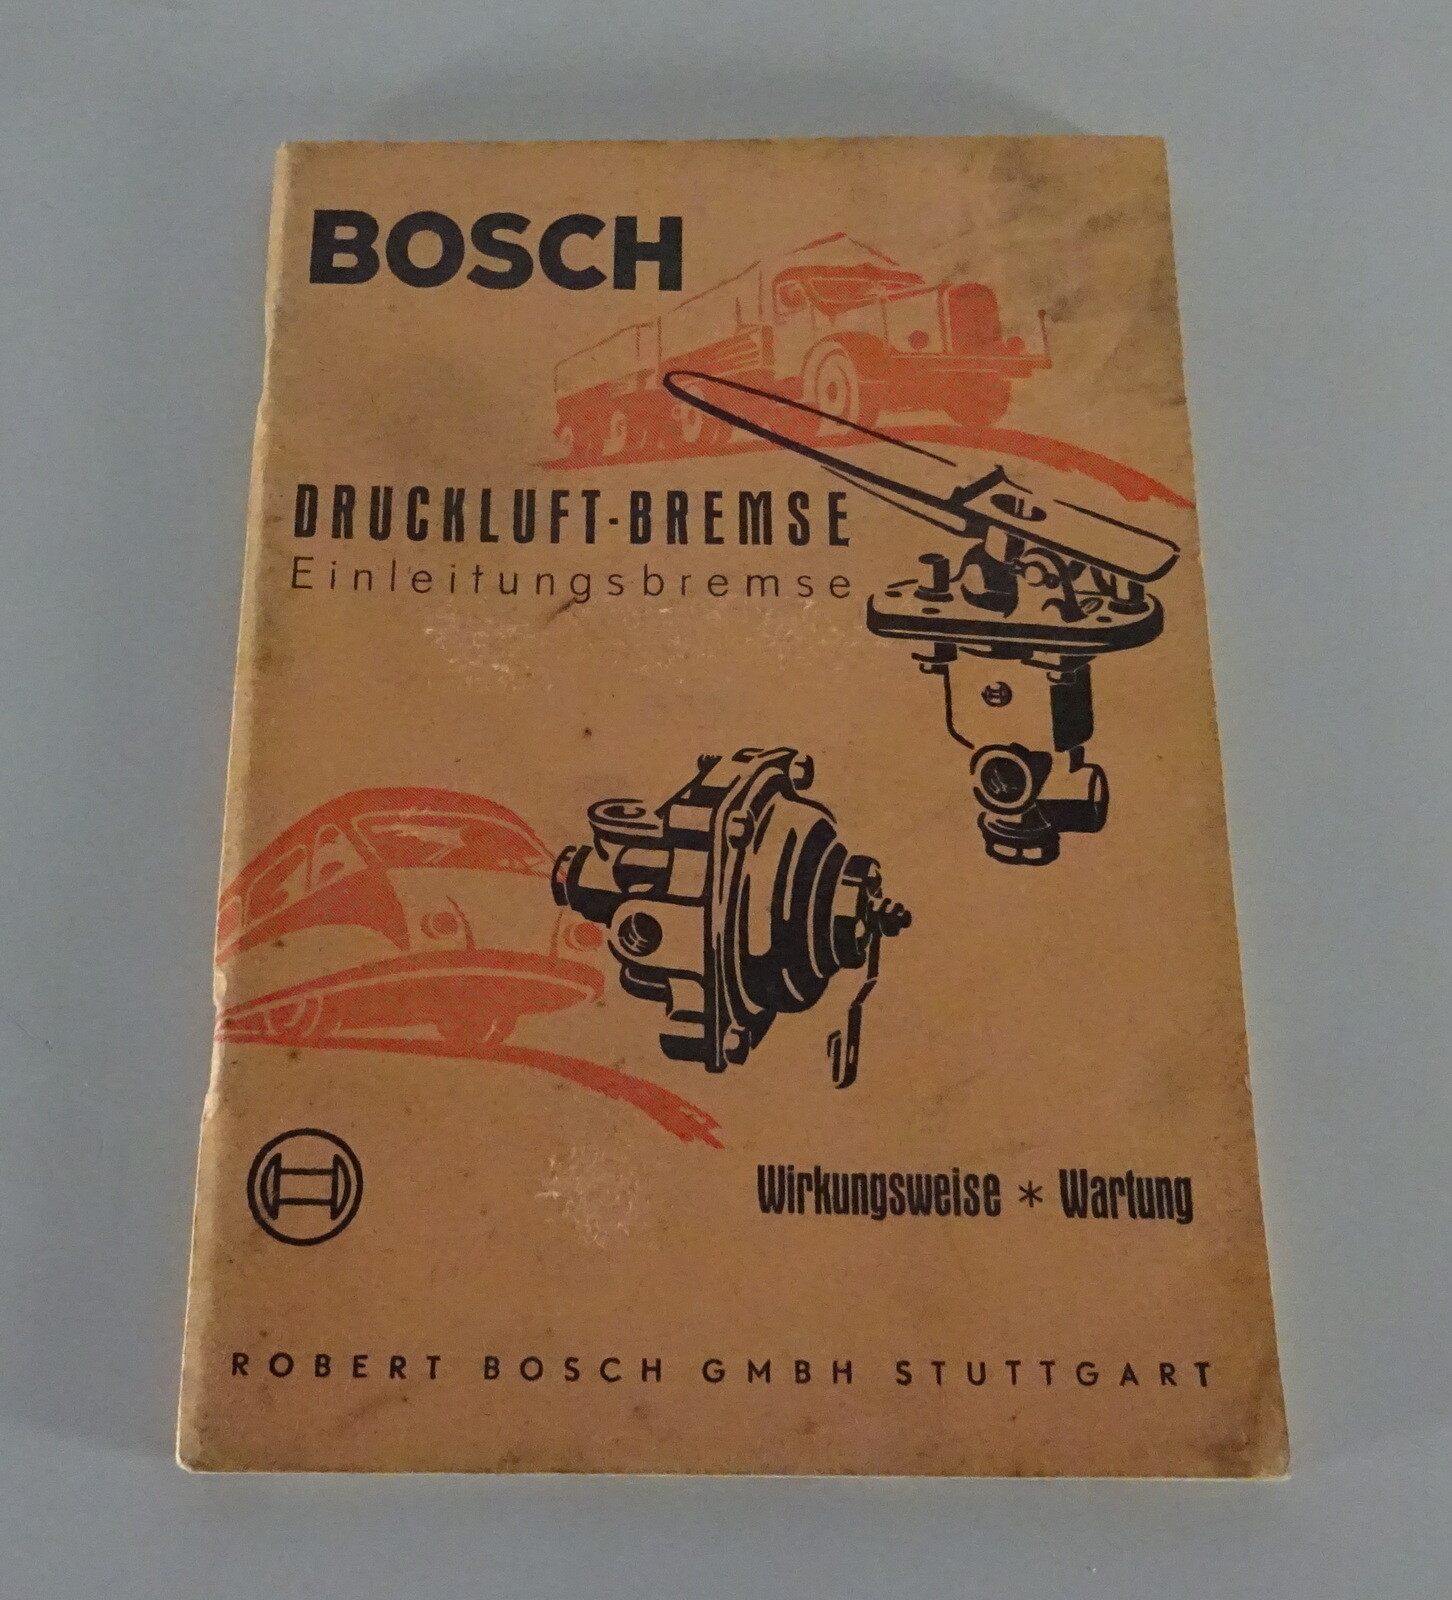 BOSCH
DRUCKLUFT-BREMSE
Einleitungsbremse
Wirkungsweise * Wartung
ROBERT BOSCH GMBH STUTTGART